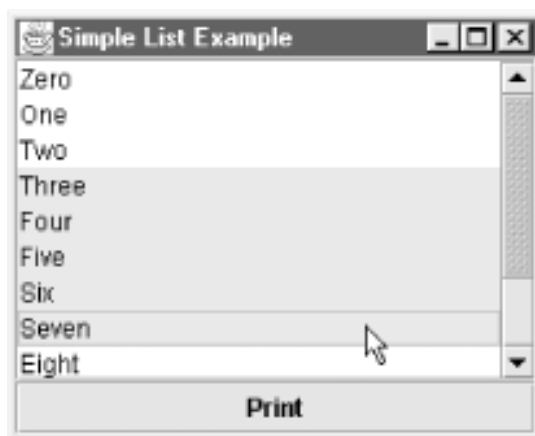 Simple List Example
Zero
One
Two
Three
Four
Five
Six
Seven
Eight
Print